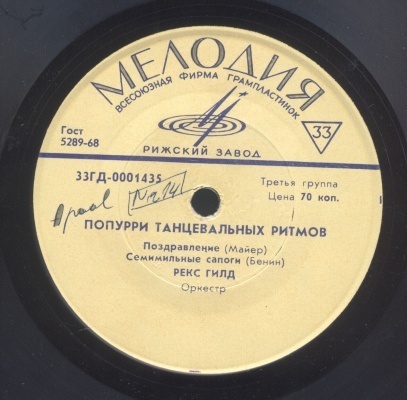 МЕЛОДИЯ
ВСЕСОЮЗНАЯ ФИРМА ГРАМПЛАСТИНОК
Гост
5289-68
33
РИЖСКИЙ ЗАВОД
33ГД-0001435
Третья группа
Цена 70 коп.
ПОПУРРИ ТАНЦЕВАЛЬНЫХ РИТМОВ
Поздравление (Майер)
Семимильные сапоги (Бенин)
РЕКС ГИЛД
Оркестр